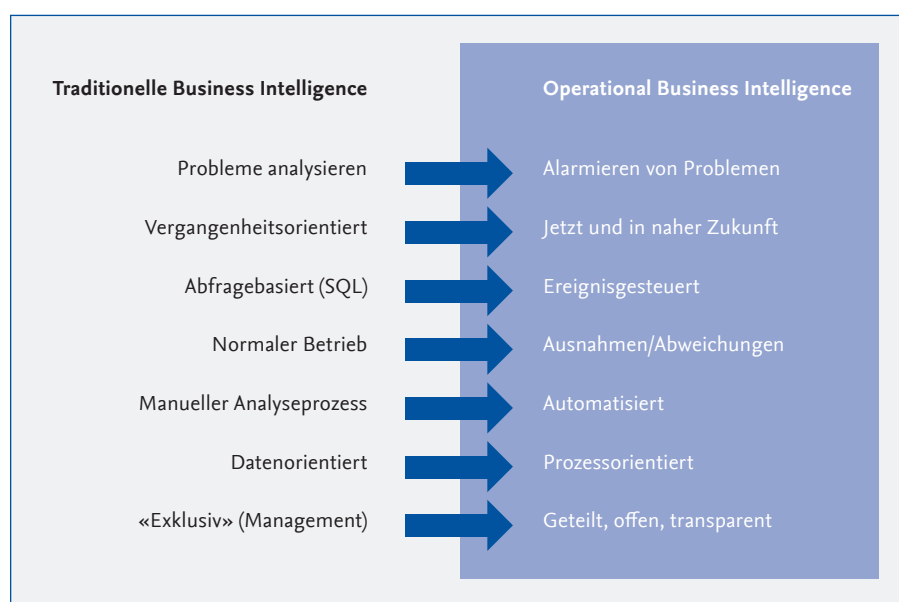 Traditionelle Business Intelligence
Operational Business Intelligence
Probleme analysieren
Alarmieren von Problemen
Vergangenheitsorientiert
Jetzt und in naher Zukunft
Abfragebasiert (SQL)
Ereignisgesteuert
Normaler Betrieb
Ausnahmen/Abweichungen
Manueller Analyseprozess
Automatisiert
Datenorientiert
Prozessorientiert
«Exklusiv» (Management)
Geteilt, offen, transparent